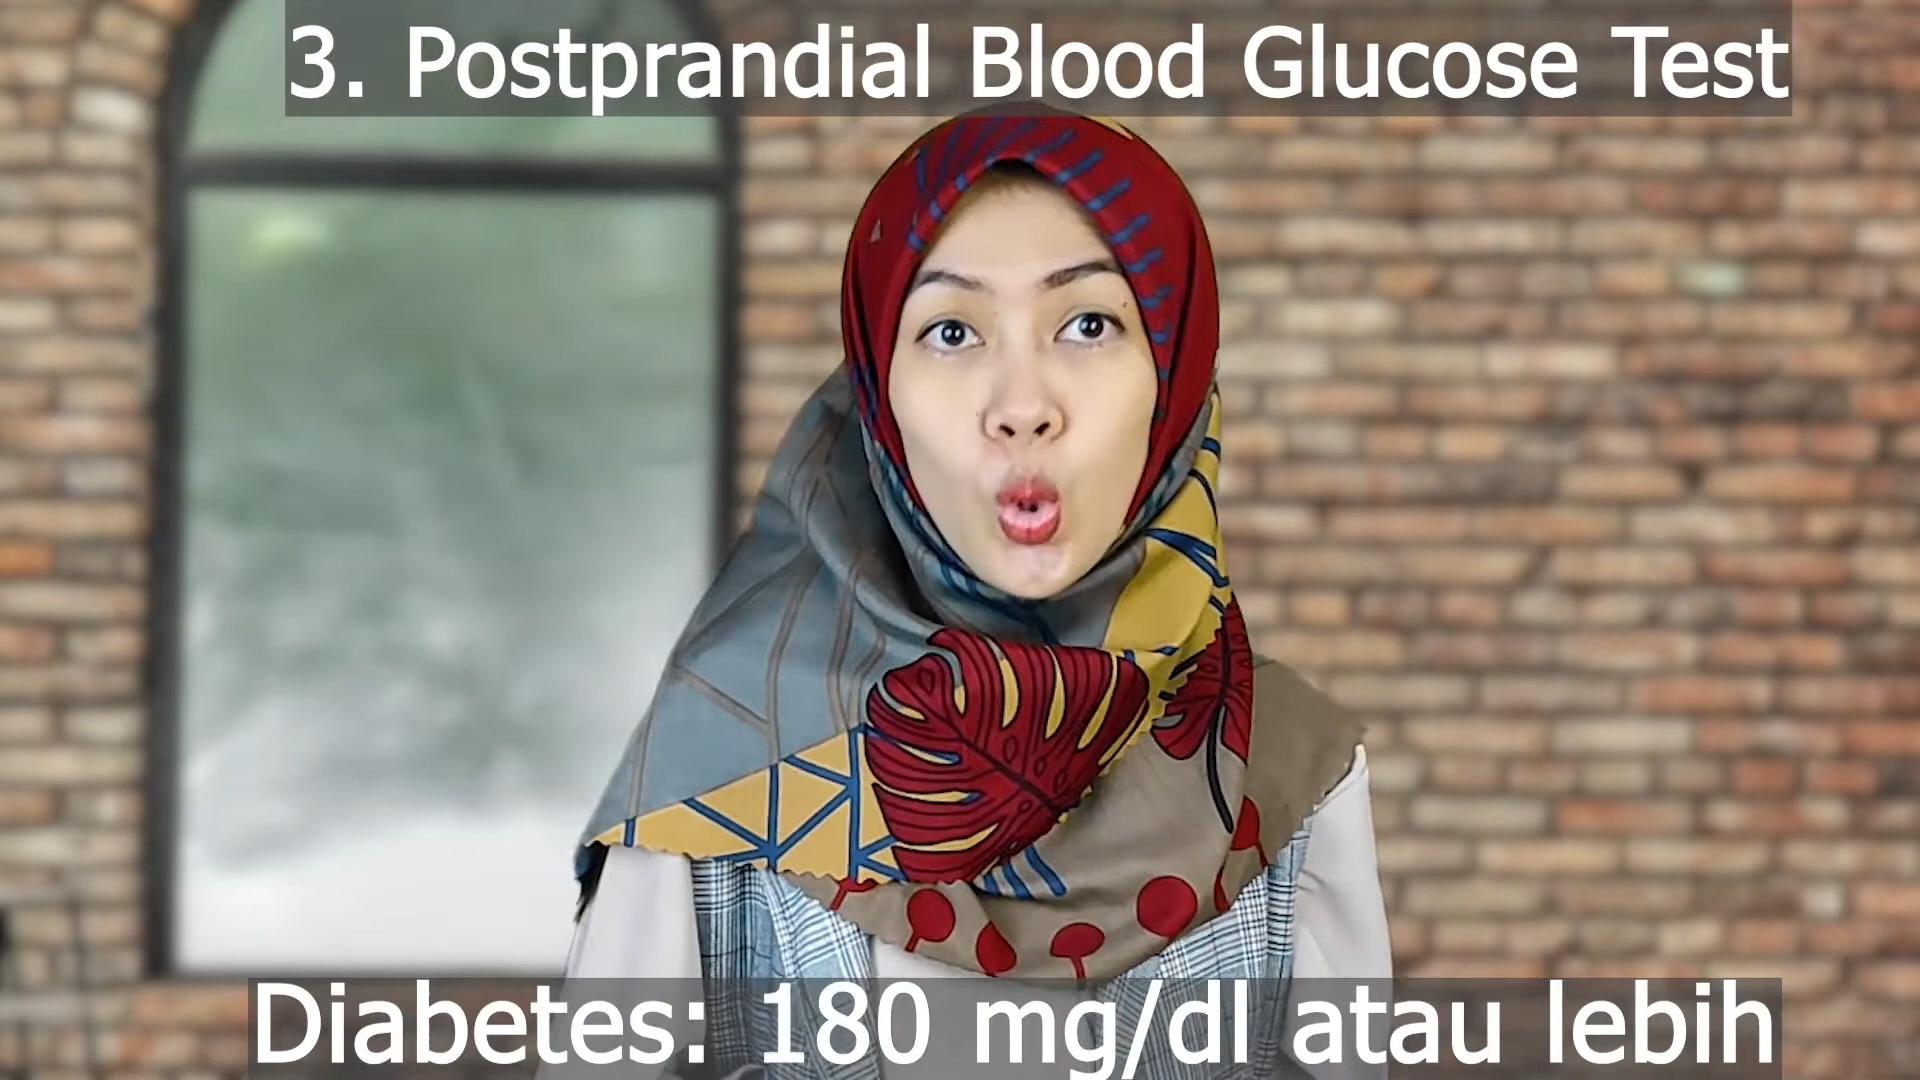 3. Postprandial Blood Glucose Test
Diabetes: 180 mg/dl atau lebih